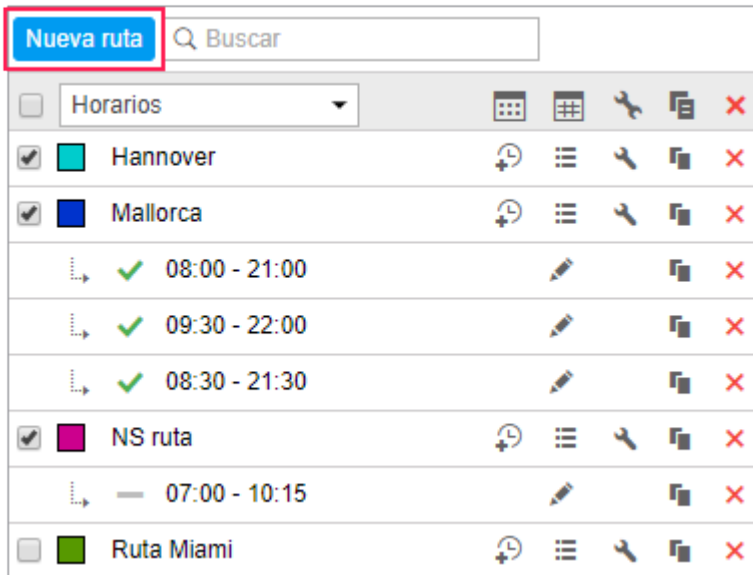 Nueva ruta Buscar
Horarios
Hannover
Mallorca
08:00 - 21:00
09:30 - 22:00
08:30 - 21:30
NS ruta
07:00 - 10:15
Ruta Miami